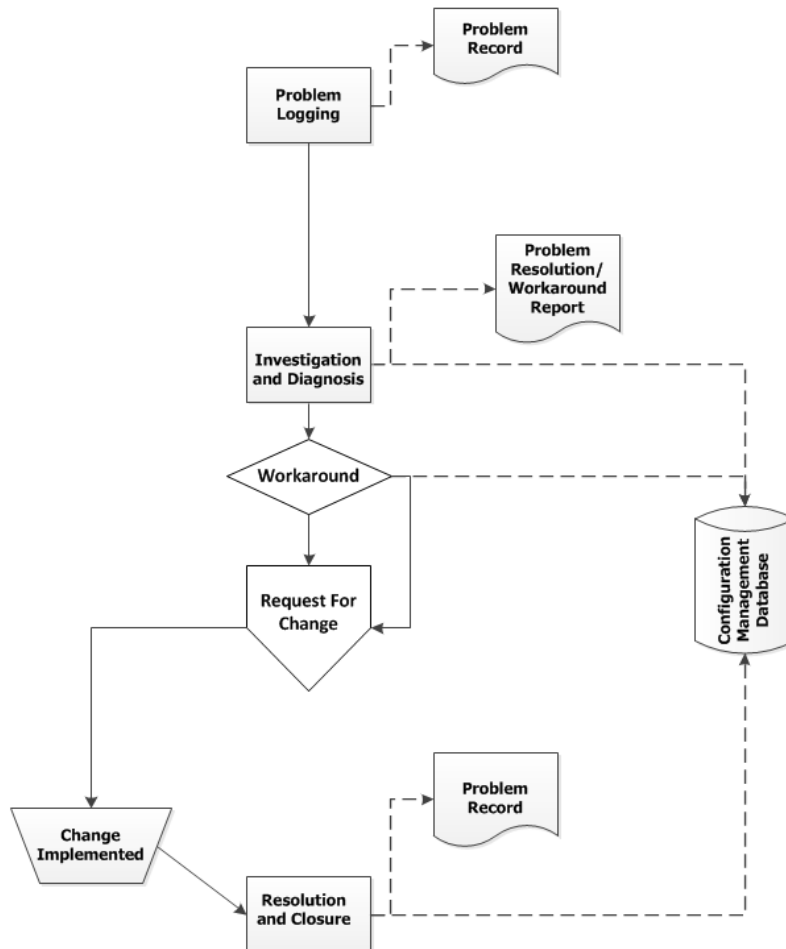 Problem
Record
Problem
Logging
Problem
Resolution/
Workaround
Report
Investigation
and Diagnosis
Workaround
Configuration
Management
Database
Request For
Change
Problem
Record
Change
Implemented
Resolution
and Closure